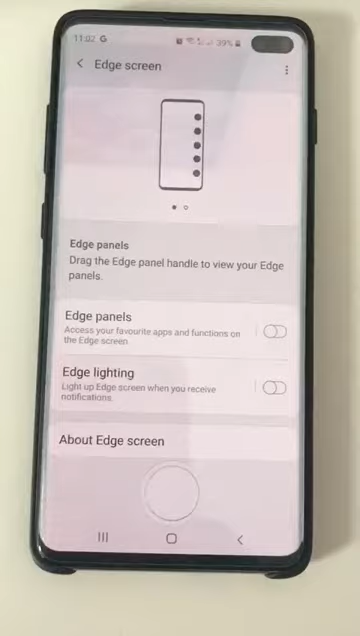 11:02 G
39%
Edge screen
Edge panels
Drag the Edge panel handle to view your Edge
panels.
Edge panels
Access your favourite apps and functions on
the Edge screen
Edge lighting
Light up Edge screen when you receive
notifications.
About Edge screen